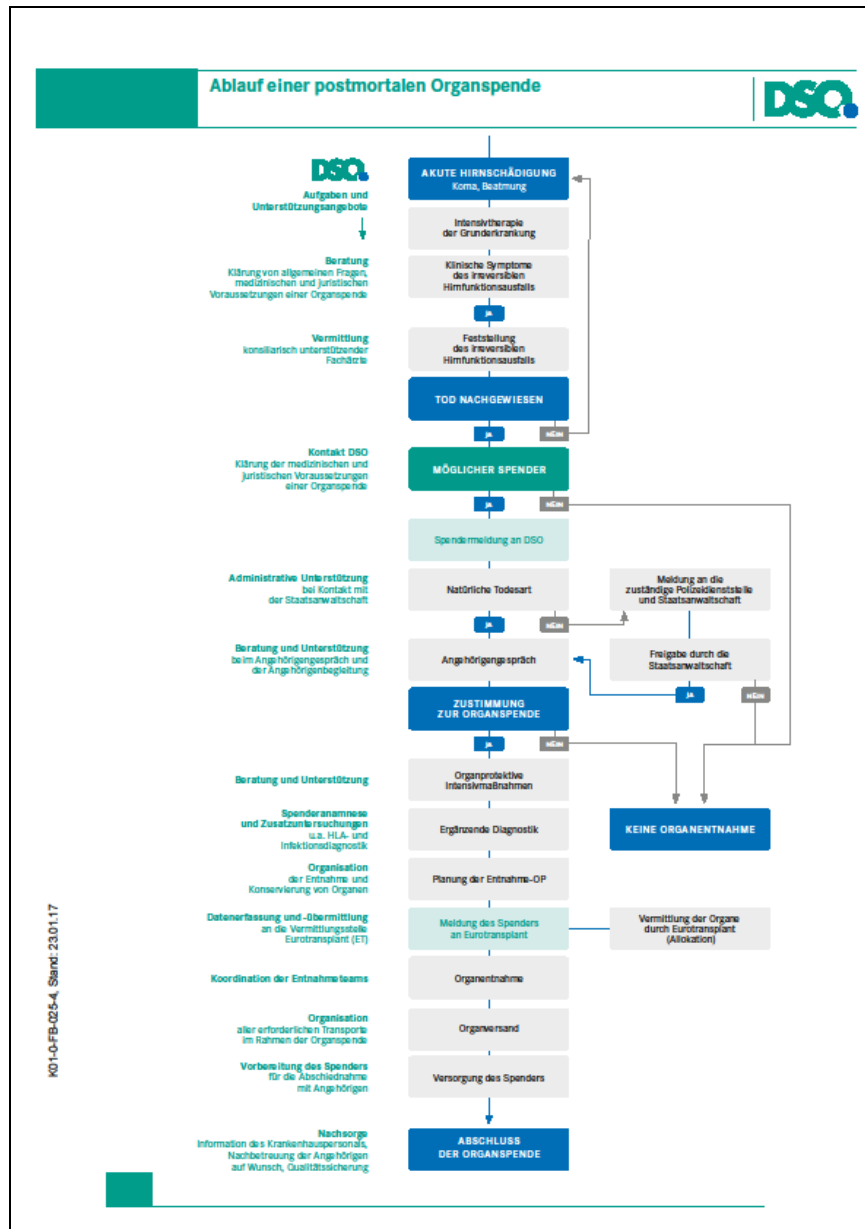 Ablauf einer postmortalen Organspende
DSO
DSO
Aufgaben und
Unterstützungsangebote
AKUTE HIRNSCHÄDIGUNG
Koma, Beatmung
Intensivtherapie
der Grunderkrankung
Beratung
Klärung von allgemeinen Fragen,
medizinischen und juristischen
Voraussetzungen einer Organspende
Klinische Symptome
des irreversiblen
Hirnfunktionsausfalls
JA
Vermittlung
konsiliarisch unterstützender
Fachärzte
Feststellung
des irreversiblen
Hirnfunktionsausfalls
TOD NACHGEWIESEN
JA
NEIN
Kontakt DSO
Klärung der medizinischen und
juristischen Voraussetzungen
einer Organspende
MÖGLICHER SPENDER
JA
NEIN
Spendermeldung an DSO
Administrative Unterstützung
bei Kontakt mit
der Staatsanwaltschaft
Natürliche Todesart
Meldung an die
zuständige Polizeidienststelle
und Staatsanwaltschaft
JA
NEIN
Beratung und Unterstützung
beim Angehörigengespräch und
der Angehörigenbegleitung
Angehörigengespräch
Freigabe durch die
Staatsanwaltschaft
JA
NEIN
ZUSTIMMUNG
ZUR ORGANSPENDE
JA
NEIN
Beratung und Unterstützung
Organprotektive
Intensivmaßnahmen
Spenderanamnese
und Zusatzuntersuchungen
u.a. HLA- und
Infektionsdiagnostik
Ergänzende Diagnostik
KEINE ORGANENTNAHME
Organisation
der Entnahme und
Konservierung von Organen
Planung der Entnahme-OP
Datenerfassung und -übermittlung
an die Vermittlungsstelle
Eurotransplant (ET)
Meldung des Spenders
an Eurotransplant
Vermittlung der Organe
durch Eurotransplant
(Allokation)
Koordination der Entnahmeteams
Organentnahme
Organisation
aller erforderlichen Transporte
im Rahmen der Organspende
Organversand
Vorbereitung des Spenders
für die Abschiednahme
mit Angehörigen
Versorgung des Spenders
Nachsorge
Information des Krankenhauspersonals,
Nachbetreuung der Angehörigen
auf Wunsch, Qualitätssicherung
ABSCHLUSS
DER ORGANSPENDE
K01-0-FB-025-4, Stand: 23.01.17